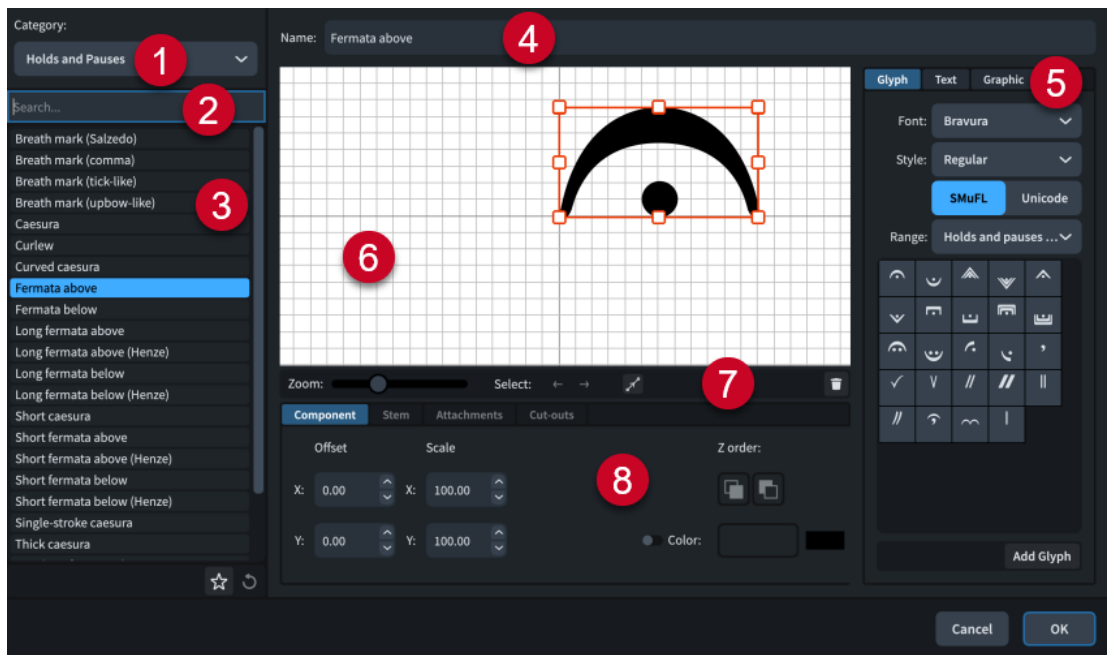 Category:
Holds and Pauses
1
Search...
2
Breath mark (Salzedo)
Breath mark (comma)
Breath mark (tick-like)
Breath mark (upbow-like)
3
Caesura
Curlew
Curved caesura
Fermata above
Fermata below
Long fermata above
Long fermata above (Henze)
Long fermata below
Long fermata below (Henze)
Short caesura
Short fermata above
Short fermata above (Henze)
Short fermata below
Short fermata below (Henze)
Single-stroke caesura
Thick caesura
Name: Fermata above
4
6
Zoom: Select: ← →
7
Component Stem Attachments Cut-outs
Offset Scale Z order:
X: 0.00 X: 100.00
8
Y: 0.00 Y: 100.00 Color:
Glyph Text Graphic
5
Font: Bravura
Style: Regular
SMuFL Unicode
Range: Holds and pauses ...
Add Glyph
Cancel OK